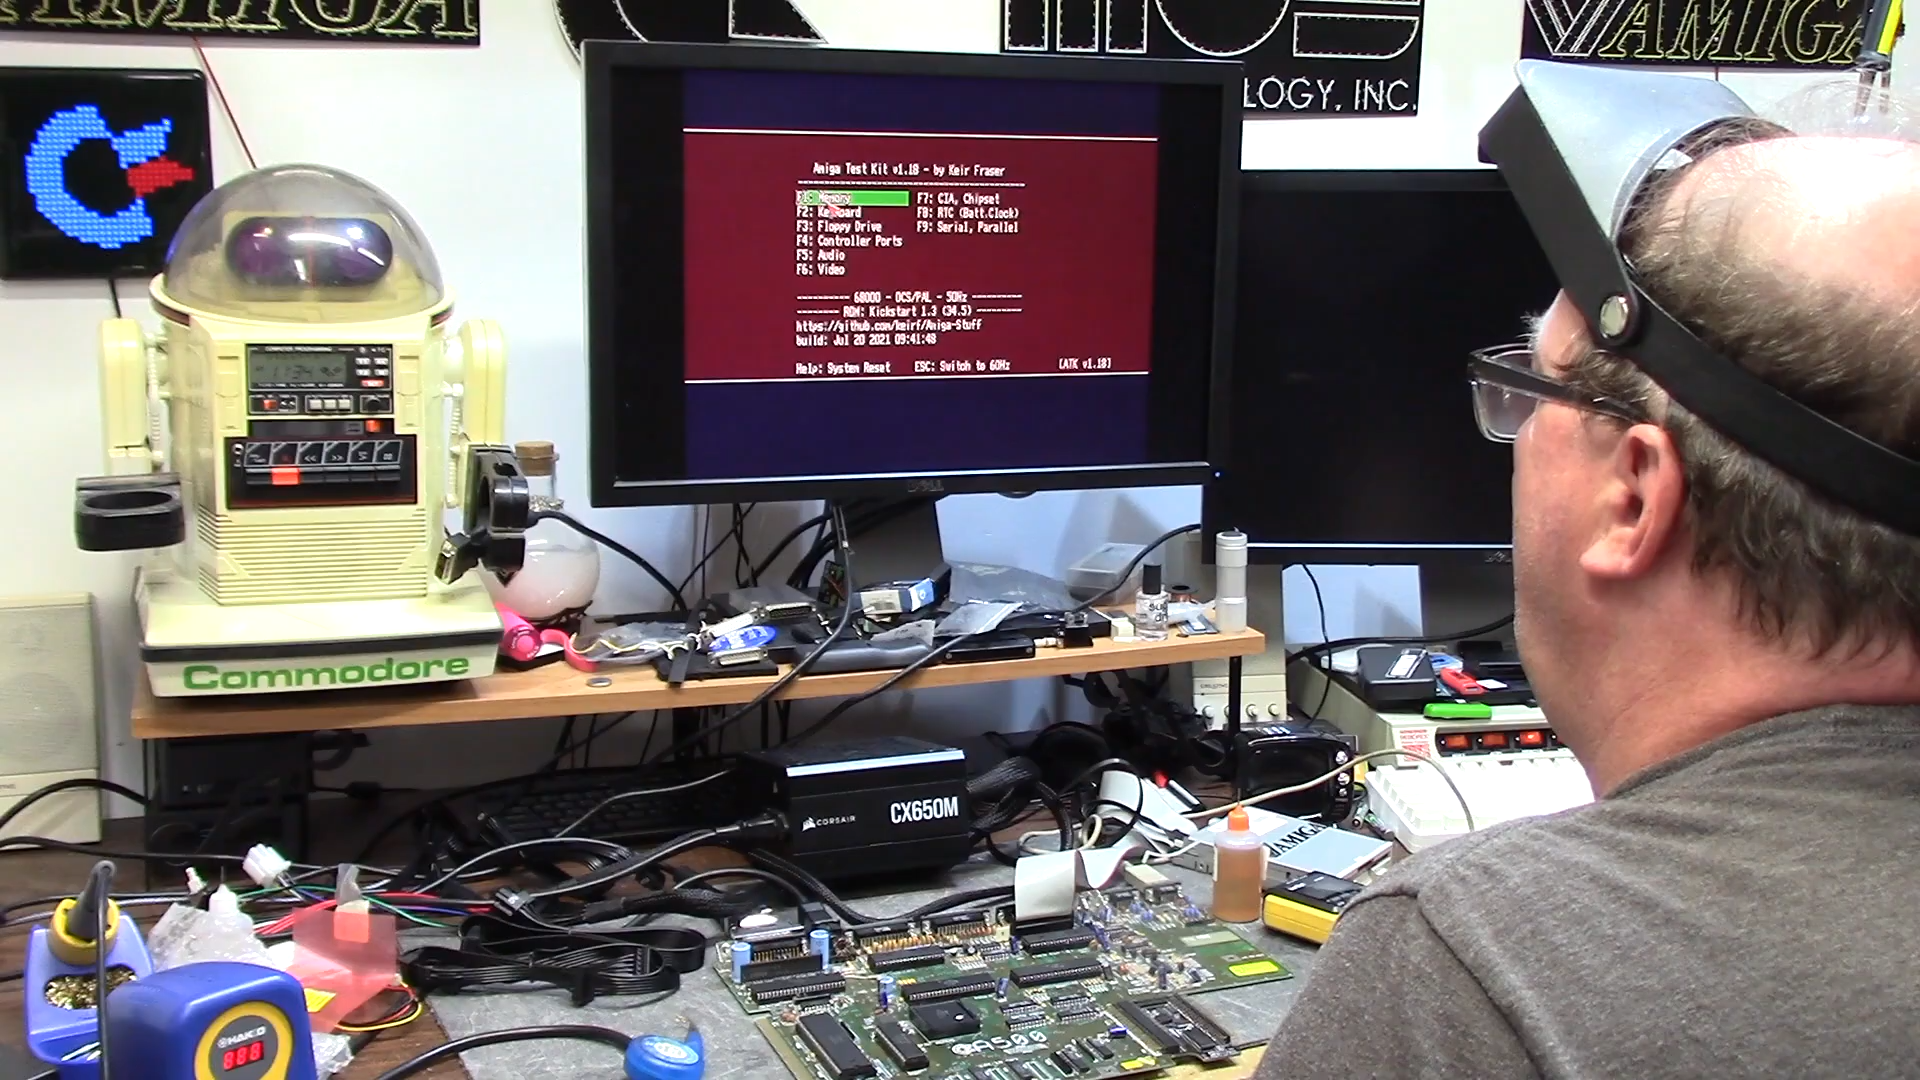 AMIGA
LOGY, INC.
AMIGA
Amiga Test Kit v1.18 - by Keir Fraser
F1: Memory
F2: Keyboard
F3: Floppy Drive
F4: Controller Ports
F5: Audio
F6: Video
F7: CIA, Chipset
F8: RTC (Batt.Clock)
F9: Serial, Parallel
---------- 68000 - OCS/PAL - 50Hz ----------
-------- ROM: Kickstart 1.3 (34.5) --------
https://github.com/keirf/Amiga-Stuff
build: Jul 20 2021 09:41:48
Help: System Reset
ESC: Switch to 60Hz
[ATK v1.18]
DELL
Commodore
CORSAIR
CX650M
AMIGA
HAKKO
888
A500